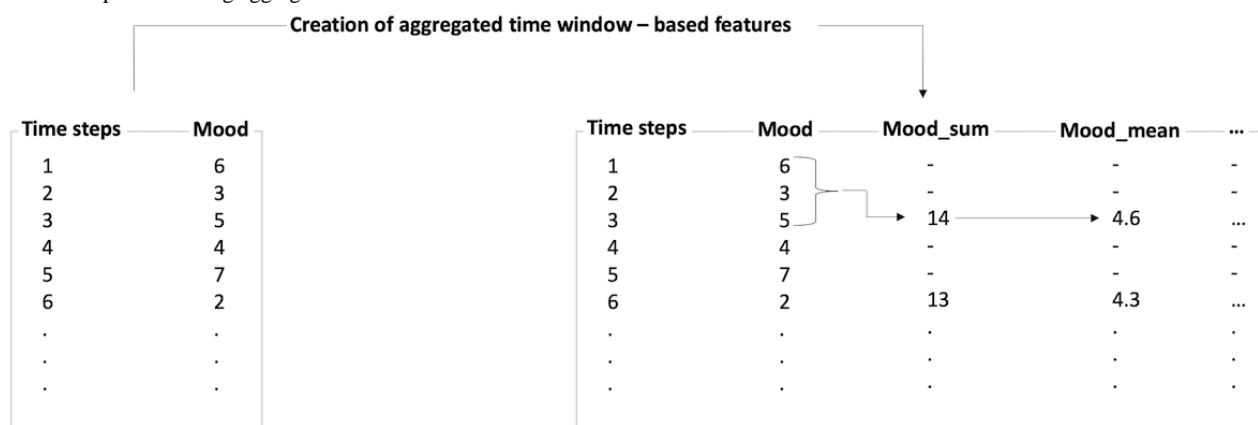 Creation of aggregated time window – based features
Time steps Mood Time steps Mood Mood_sum Mood_mean ...
1 6 1 6 - - -
2 3 2 3 - - -
3 5 3 5 14 4.6 ...
4 4 4 4 - - -
5 7 5 7 - - -
6 2 6 2 13 4.3 ...
. . . . . . .
. . . . . . .
. . . . . . .